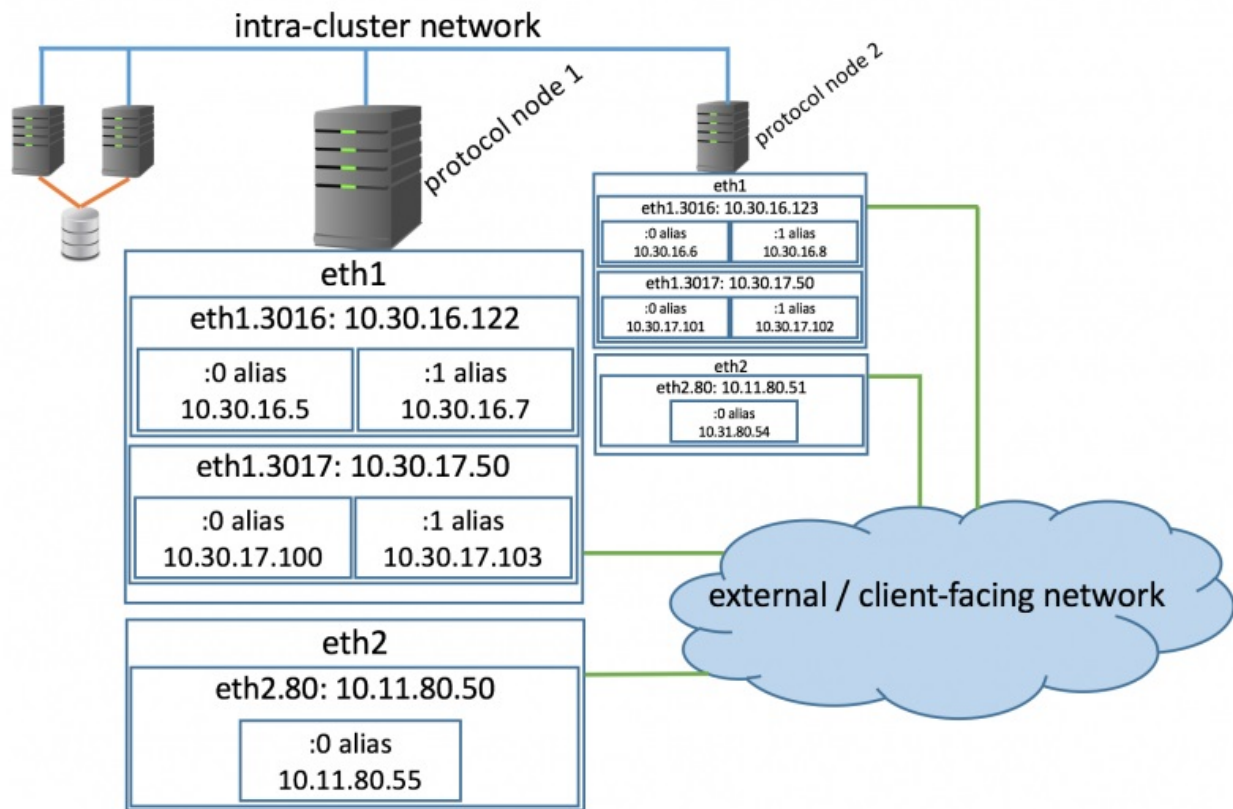 intra-cluster network
protocol node 1
protocol node 2
eth1
eth1.3016: 10.30.16.122
:0 alias
10.30.16.5
:1 alias
10.30.16.7
eth1.3017: 10.30.17.50
:0 alias
10.30.17.100
:1 alias
10.30.17.103
eth2
eth2.80: 10.11.80.50
:0 alias
10.11.80.55
eth1
eth1.3016: 10.30.16.123
:0 alias
10.30.16.6
:1 alias
10.30.16.8
eth1.3017: 10.30.17.50
:0 alias
10.30.17.101
:1 alias
10.30.17.102
eth2
eth2.80: 10.11.80.51
:0 alias
10.31.80.54
external / client-facing network